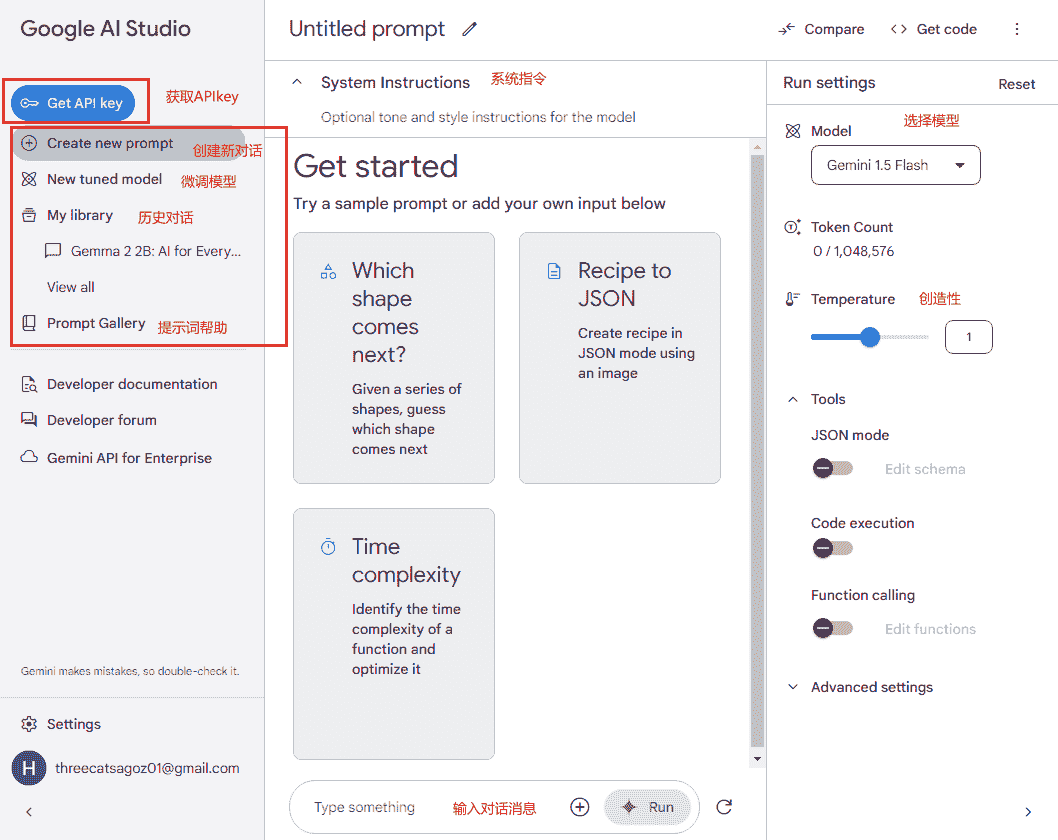 Google AI Studio
Get API key
获取APIkey
Create new prompt
创建新对话
New tuned model
微调模型
My library
历史对话
Gemma 2 2B: AI for Every...
View all
Prompt Gallery
提示词帮助
Developer documentation
Developer forum
Gemini API for Enterprise
Gemini makes mistakes, so double-check it.
Settings
H
threecatsagoz01@gmail.com
Untitled prompt
Compare
Get code
System Instructions
系统指令
Optional tone and style instructions for the model
Get started
Try a sample prompt or add your own input below
Which
shape
comes
next?
Given a series of
shapes, guess
which shape
comes next
Recipe to
JSON
Create recipe in
JSON mode using
an image
Time
complexity
Identify the time
complexity of a
function and
optimize it
Type something
输入对话消息
Run
Run settings
Reset
选择模型
Model
Gemini 1.5 Flash
Token Count
0 / 1,048,576
Temperature
创造性
1
Tools
JSON mode
Edit schema
Code execution
Function calling
Edit functions
Advanced settings